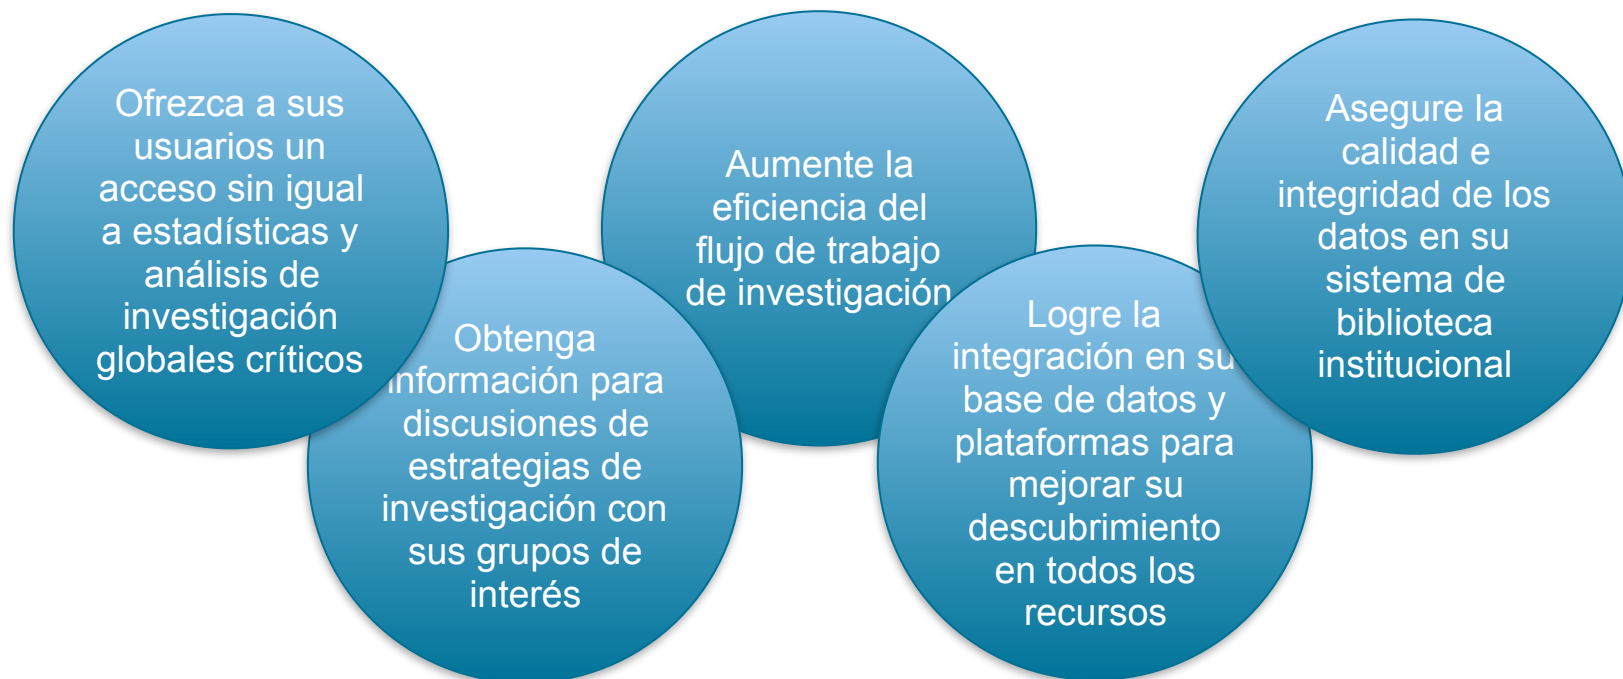 Ofrezca a sus
usuarios un
acceso sin igual
a estadísticas y
análisis de
investigación
globales críticos
Obtenga
información para
discusiones de
estrategias de
investigación con
sus grupos de
interés
Aumente la
eficiencia del
flujo de trabajo
de investigación
Logre la
integración en su
base de datos y
plataformas para
mejorar su
descubrimiento
en todos los
recursos
Asegure la
calidad e
integridad de los
datos en su
sistema de
biblioteca
institucional